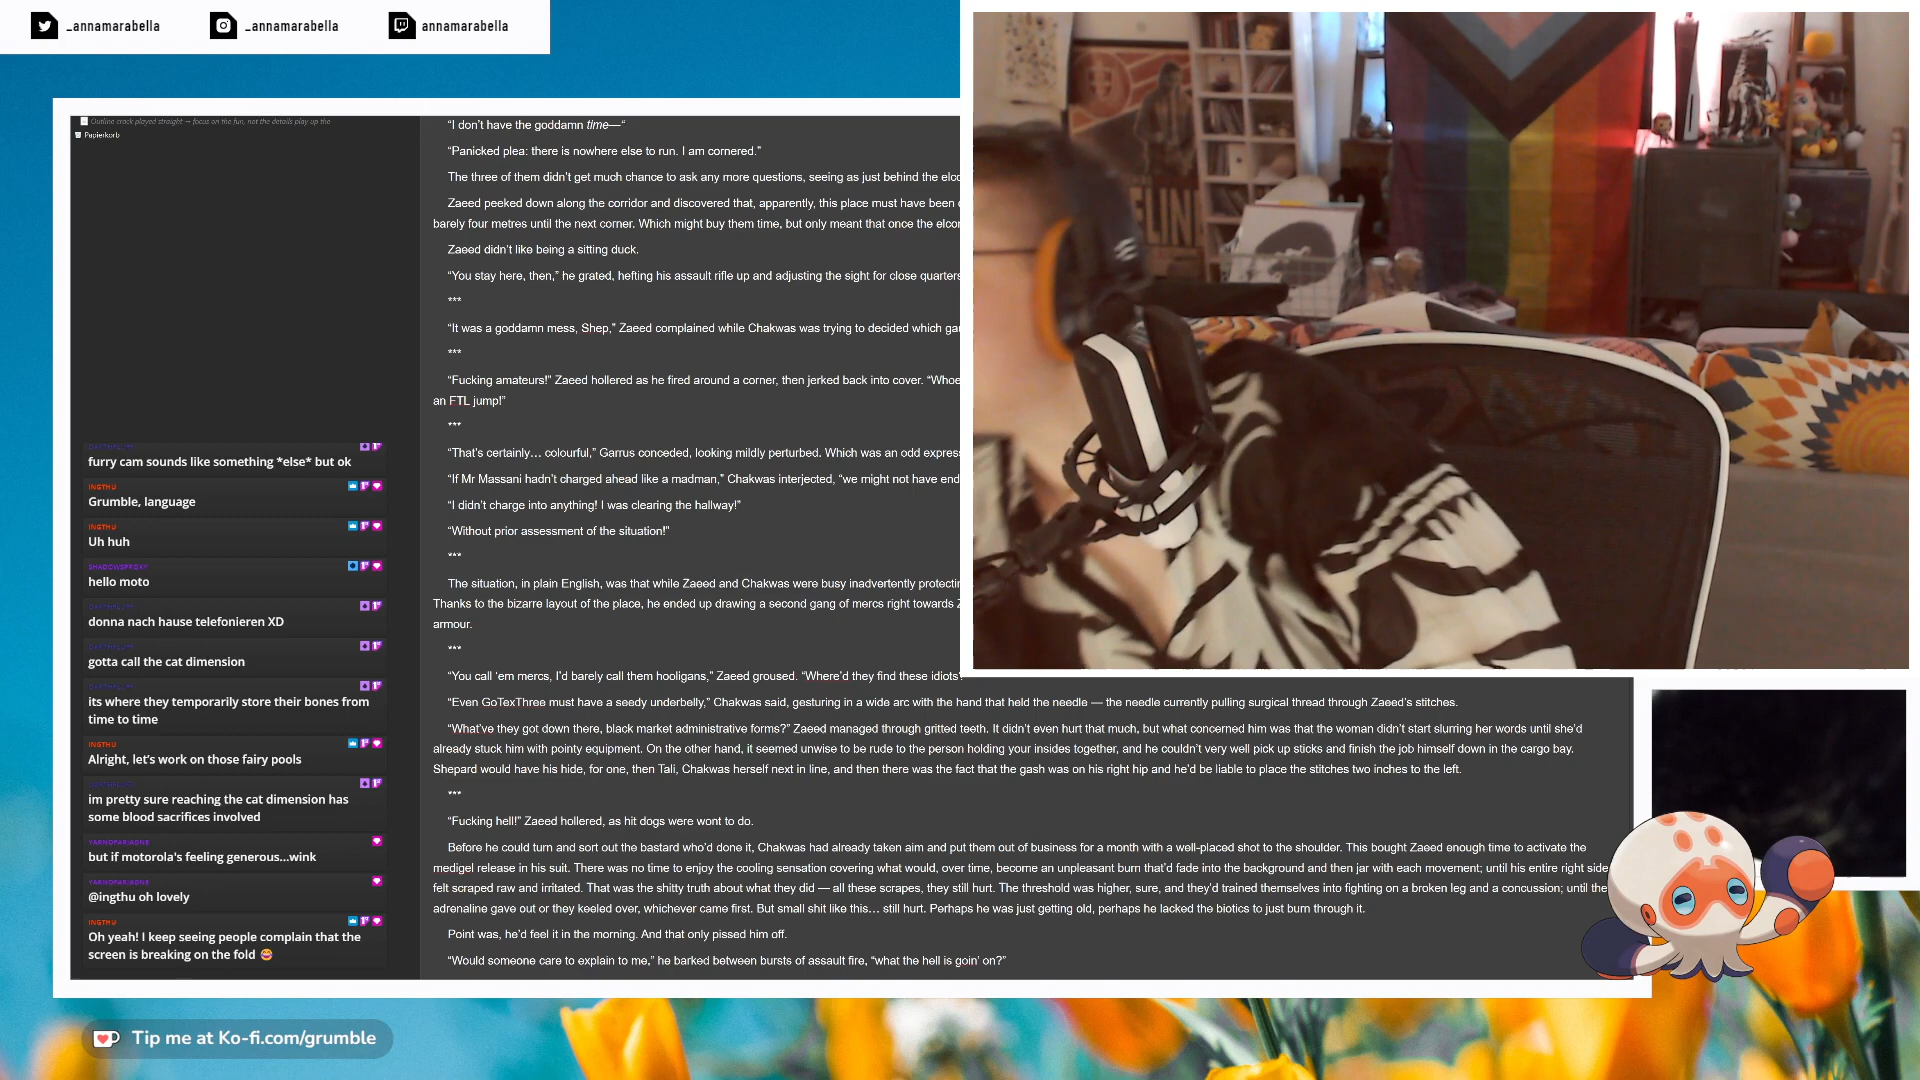 _annamarabella
_annamarabella
annamarabella
Outline crack played straight → focus on the fun, not the details play up the
Papierkorb
“I don’t have the goddamn time—“
“Panicked plea: there is nowhere else to run. I am cornered.”
The three of them didn’t get much chance to ask any more questions, seeing as just behind the elco
Zaeed peeked down along the corridor and discovered that, apparently, this place must have been
barely four metres until the next corner. Which might buy them time, but only meant that once the elcor
Zaeed didn’t like being a sitting duck.
“You stay here, then,” he grated, hefting his assault rifle up and adjusting the sight for close quarters
***
“It was a goddamn mess, Shep,” Zaeed complained while Chakwas was trying to decided which ga
***
“Fucking amateurs!” Zaeed hollered as he fired around a corner, then jerked back into cover. “Whoe
an FTL jump!”
***
“That’s certainly… colourful,” Garrus conceded, looking mildly perturbed. Which was an odd express
“If Mr Massani hadn’t charged ahead like a madman,” Chakwas interjected, “we might not have end
“I didn’t charge into anything! I was clearing the hallway!”
“Without prior assessment of the situation!”
***
The situation, in plain English, was that while Zaeed and Chakwas were busy inadvertently protectin
Thanks to the bizarre layout of the place, he ended up drawing a second gang of mercs right towards Z
armour.
***
“You call ‘em mercs, I’d barely call them hooligans,” Zaeed groused. “Where’d they find these idiots
“Even GoTexThree must have a seedy underbelly,” Chakwas said, gesturing in a wide arc with the hand that held the needle — the needle currently pulling surgical thread through Zaeed’s stitches.
“What’ve they got down there, black market administrative forms?” Zaeed managed through gritted teeth. It didn’t even hurt that much, but what concerned him was that the woman didn’t start slurring her words until she’d
already stuck him with pointy equipment. On the other hand, it seemed unwise to be rude to the person holding your insides together, and he couldn’t very well pick up sticks and finish the job himself down in the cargo bay.
Shepard would have his hide, for one, then Tali, Chakwas herself next in line, and then there was the fact that the gash was on his right hip and he’d be liable to place the stitches two inches to the left.
***
“Fucking hell!” Zaeed hollered, as hit dogs were wont to do.
Before he could turn and sort out the bastard who’d done it, Chakwas had already taken aim and put them out of business for a month with a well-placed shot to the shoulder. This bought Zaeed enough time to activate the
medigel release in his suit. There was no time to enjoy the cooling sensation covering what would, over time, become an unpleasant burn that’d fade into the background and then jar with each movement; until his entire right side
felt scraped raw and irritated. That was the shitty truth about what they did — all these scrapes, they still hurt. The threshold was higher, sure, and they’d trained themselves into fighting on a broken leg and a concussion; until the
adrenaline gave out or they keeled over, whichever came first. But small shit like this… still hurt. Perhaps he was just getting old, perhaps he lacked the biotics to just burn through it.
Point was, he’d feel it in the morning. And that only pissed him off.
“Would someone care to explain to me,” he barked between bursts of assault fire, “what the hell is goin’ on?”
furry cam sounds like something *else* but ok
INGTHU
Grumble, language
INGTHU
Uh huh
SHADOWSPROXY
hello moto
donna nach hause telefonieren XD
gotta call the cat dimension
its where they temporarily store their bones from
time to time
INGTHU
Alright, let’s work on those fairy pools
im pretty sure reaching the cat dimension has
some blood sacrifices involved
YARNOFARIADNE
but if motorola's feeling generous...wink
YARNOFARIADNE
@ingthu oh lovely
INGTHU
Oh yeah! I keep seeing people complain that the
screen is breaking on the fold
Tip me at Ko-fi.com/grumble